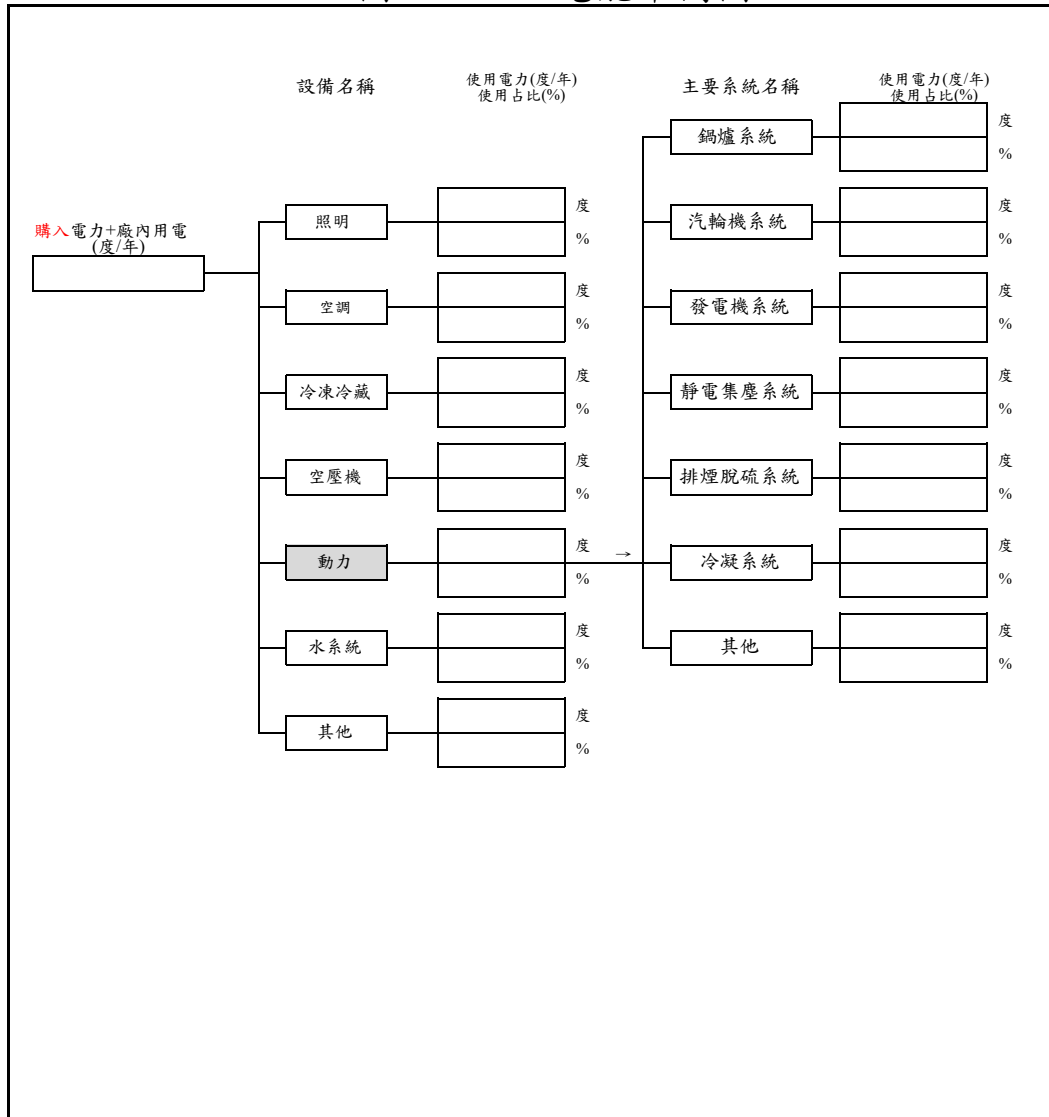 設備名稱
使用電力(度/年)
使用占比(%)
主要系統名稱
使用電力(度/年)
使用占比(%)
購入電力+廠內用電
(度/年)
照明
度
%
空調
度
%
冷凍冷藏
度
%
空壓機
度
%
動力
度
%
→
水系統
度
%
其他
度
%
鍋爐系統
度
%
汽輪機系統
度
%
發電機系統
度
%
靜電集塵系統
度
%
排煙脫硫系統
度
%
冷凝系統
度
%
其他
度
%